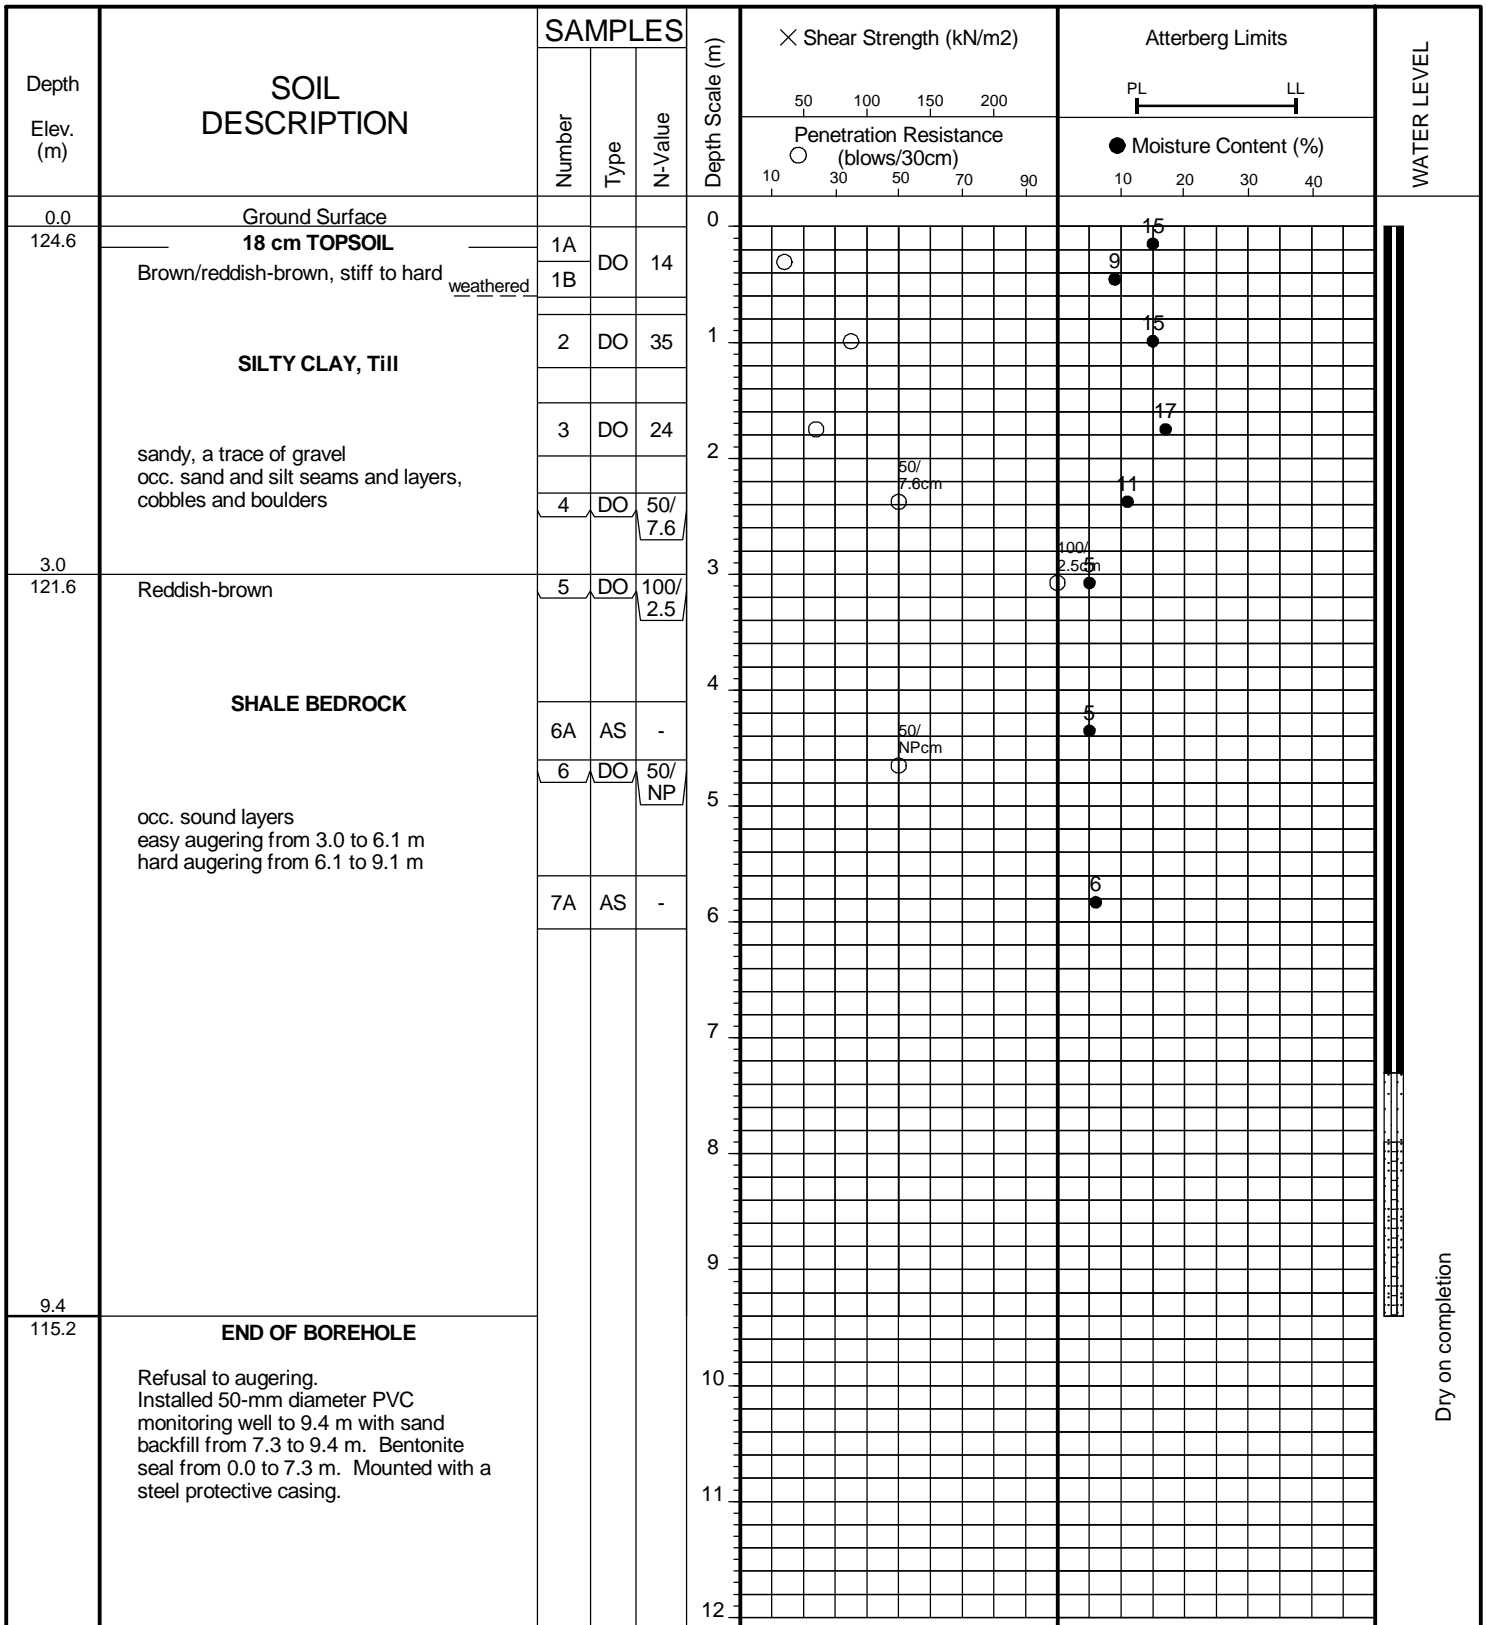 SAMPLES
Shear Strength (kN/m2)
Atterberg Limits
Depth
Elev.
(m)
SOIL
DESCRIPTION
Number
Type
N-Value
Depth Scale (m)
50 100 150 200
PL LL
Penetration Resistance
(blows/30cm)
Moisture Content (%)
10 30 50 70 90
10 20 30 40
WATER LEVEL
0.0 Ground Surface 0
124.6 18 cm TOPSOIL 1A DO 14 15
Brown/reddish-brown, stiff to hard 1B 9
weathered
2 DO 35 1 15
SILTY CLAY, Till
3 DO 24 17
sandy, a trace of gravel 2
occ. sand and silt seams and layers,
cobbles and boulders
50/
7.6cm
11
4 DO 50/
7.6
100/
2.5cm
5
3.0 3
121.6 Reddish-brown 5 DO 100/
2.5
4
SHALE BEDROCK
5
6A AS -
50/
NPcm
6 DO 50/
NP
5
occ. sound layers
easy augering from 3.0 to 6.1 m
hard augering from 6.1 to 9.1 m
6
7A AS -
6
7
8
9
9.4
115.2 END OF BOREHOLE
Dry on completion
Refusal to augering.
10
Installed 50-mm diameter PVC
monitoring well to 9.4 m with sand
backfill from 7.3 to 9.4 m. Bentonite
seal from 0.0 to 7.3 m. Mounted with a
steel protective casing.
11
12